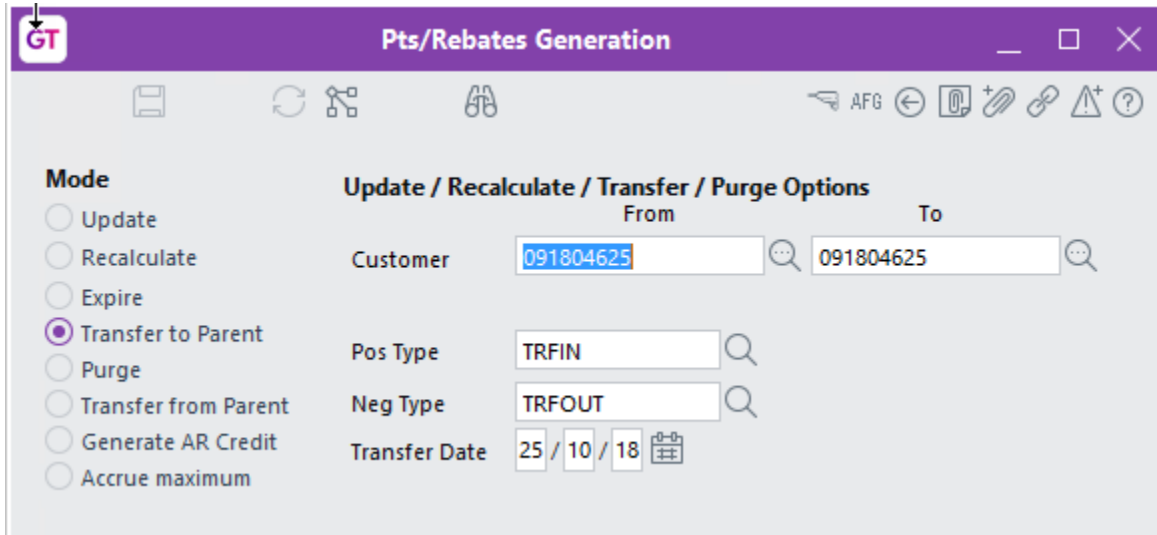 GT Pts/Rebates Generation
AFG
Mode
Update
Recalculate
Expire
Transfer to Parent
Purge
Transfer from Parent
Generate AR Credit
Accrue maximum
Update / Recalculate / Transfer / Purge Options
From To
Customer 091804625 091804625
Pos Type TRFIN
Neg Type TRFOUT
Transfer Date 25 / 10 / 18